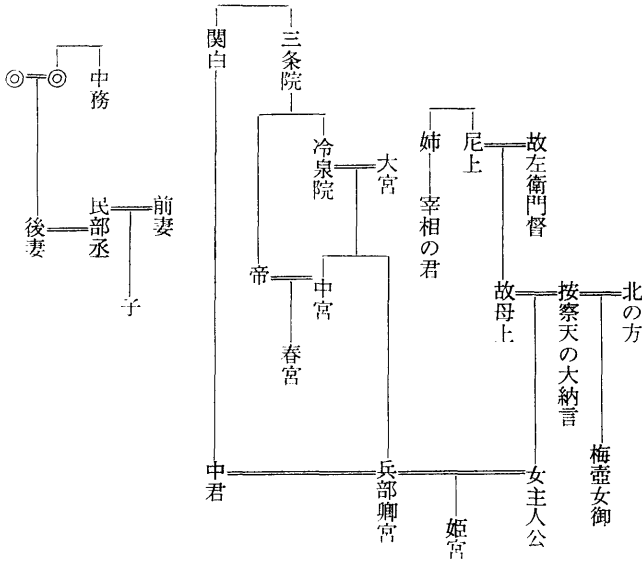 北の方
梅壺女御
按察天の大納言
女主人公
故左衛門督
故母上
尼上
姫宮
姉
宰相の君
大宮
兵部卿宮
冷泉院
中宮
三条院
春宮
帝
関白
中君
前妻
子
民部丞
中務
後妻